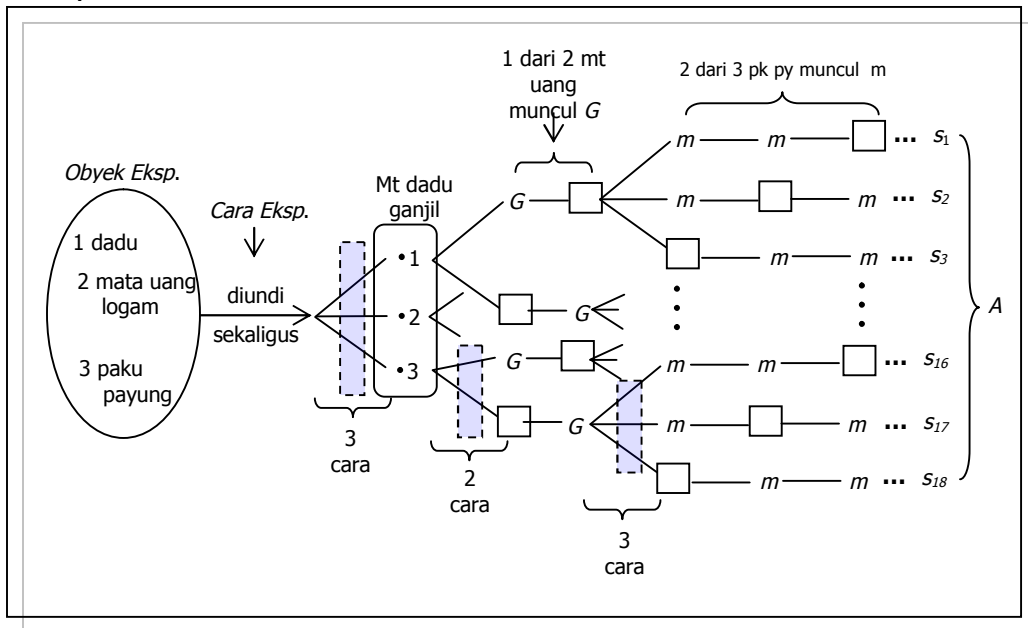 1 dari 2 mt
uang
muncul G
2 dari 3 pk py muncul m
Obyek Eksp.
1 dadu
2 mata uang
logam
3 paku
payung
Cara Eksp.
diundi
sekaligus
Mt dadu
ganjil
•1
•2
•3
3
cara
2
cara
3
cara
G
G
G
G
m m ... s1
m m ... s2
m m ... s3
m m ... s16
m m ... s17
m m ... s18
A